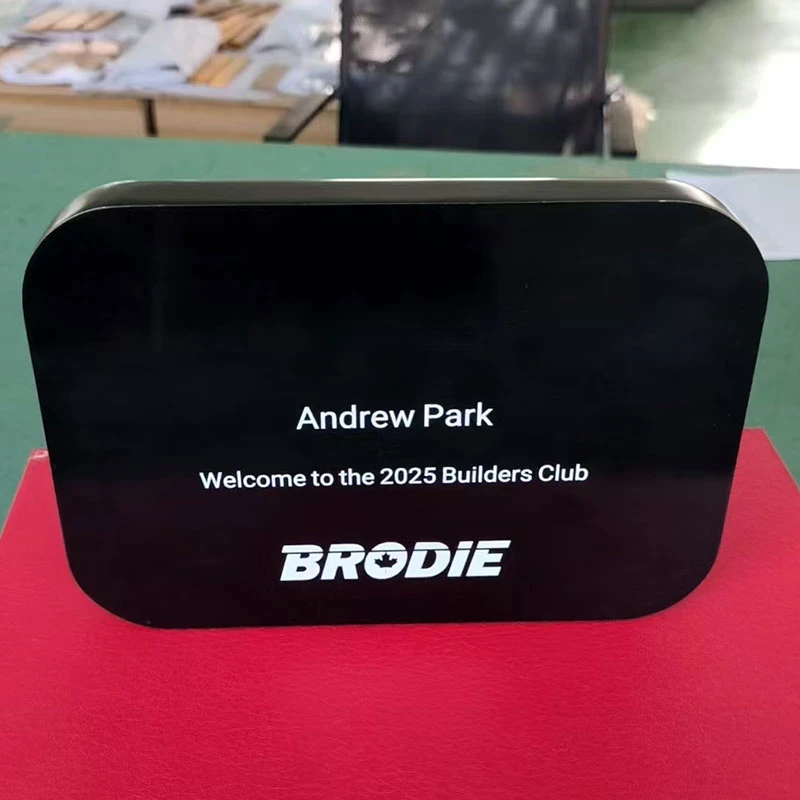 Andrew Park
Welcome to the 2025 Builders Club
BRODiE